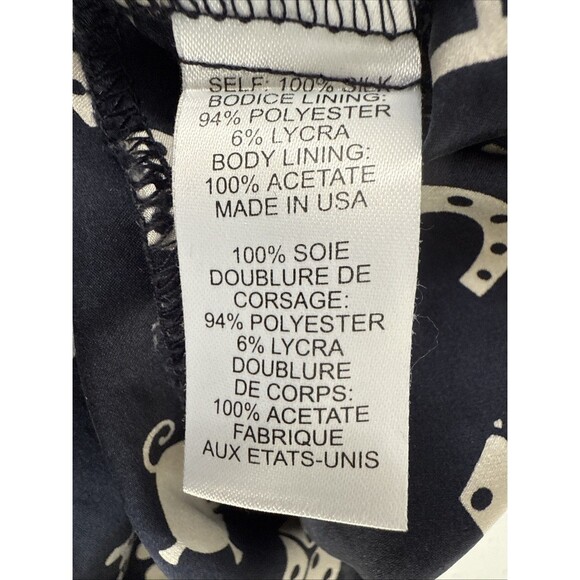 SELF: 100% SILK
BODICE LINING:
94% POLYESTER
6% LYCRA
BODY LINING:
100% ACETATE
MADE IN USA
100% SOIE
DOUBLURE DE
CORSAGE:
94% POLYESTER
6% LYCRA
DOUBLURE
DE CORPS:
100% ACETATE
FABRIQUE
AUX ETATS-UNIS